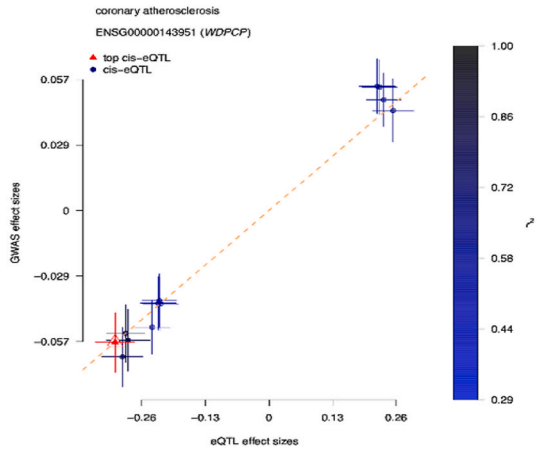 coronary atherosclerosis
ENSG00000143951 (WDPCP)
top cis-eQTL
cis-eQTL
0.057
0.029
0
−0.029
−0.057
GWAS effect sizes
−0.26
−0.13
0
0.13
0.26
eQTL effect sizes
1.00
0.86
0.72
0.58
0.44
0.29
r²